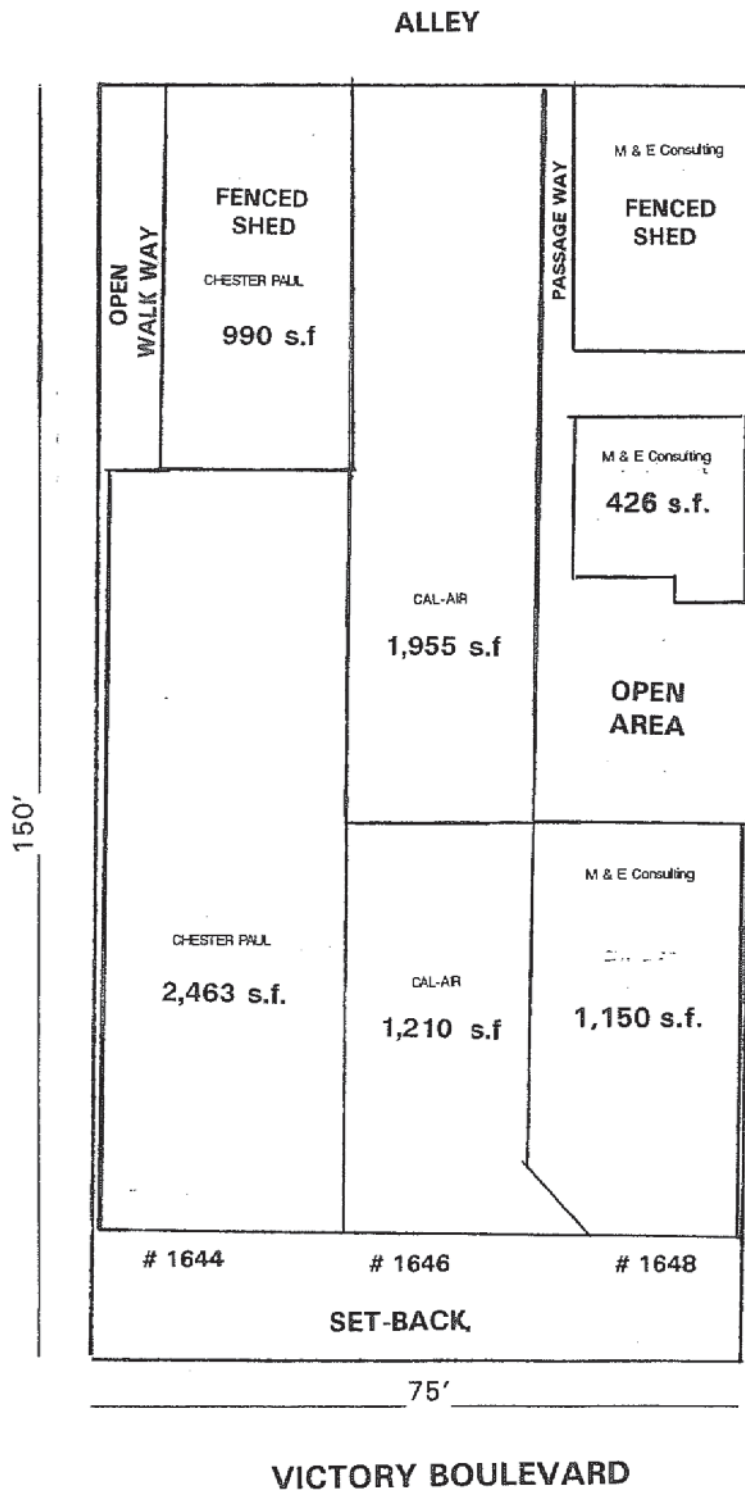 ALLEY
OPEN
WALK WAY
FENCED
SHED
CHESTER PAUL
990 s.f
PASSAGE WAY
M & E Consulting
FENCED
SHED
M & E Consulting
426 s.f.
CAL-AIR
1,955 s.f
OPEN
AREA
150'
CHESTER PAUL
2,463 s.f.
CAL-AIR
1,210 s.f
M & E Consulting
1,150 s.f.
# 1644
# 1646
# 1648
SET-BACK
75'
VICTORY BOULEVARD